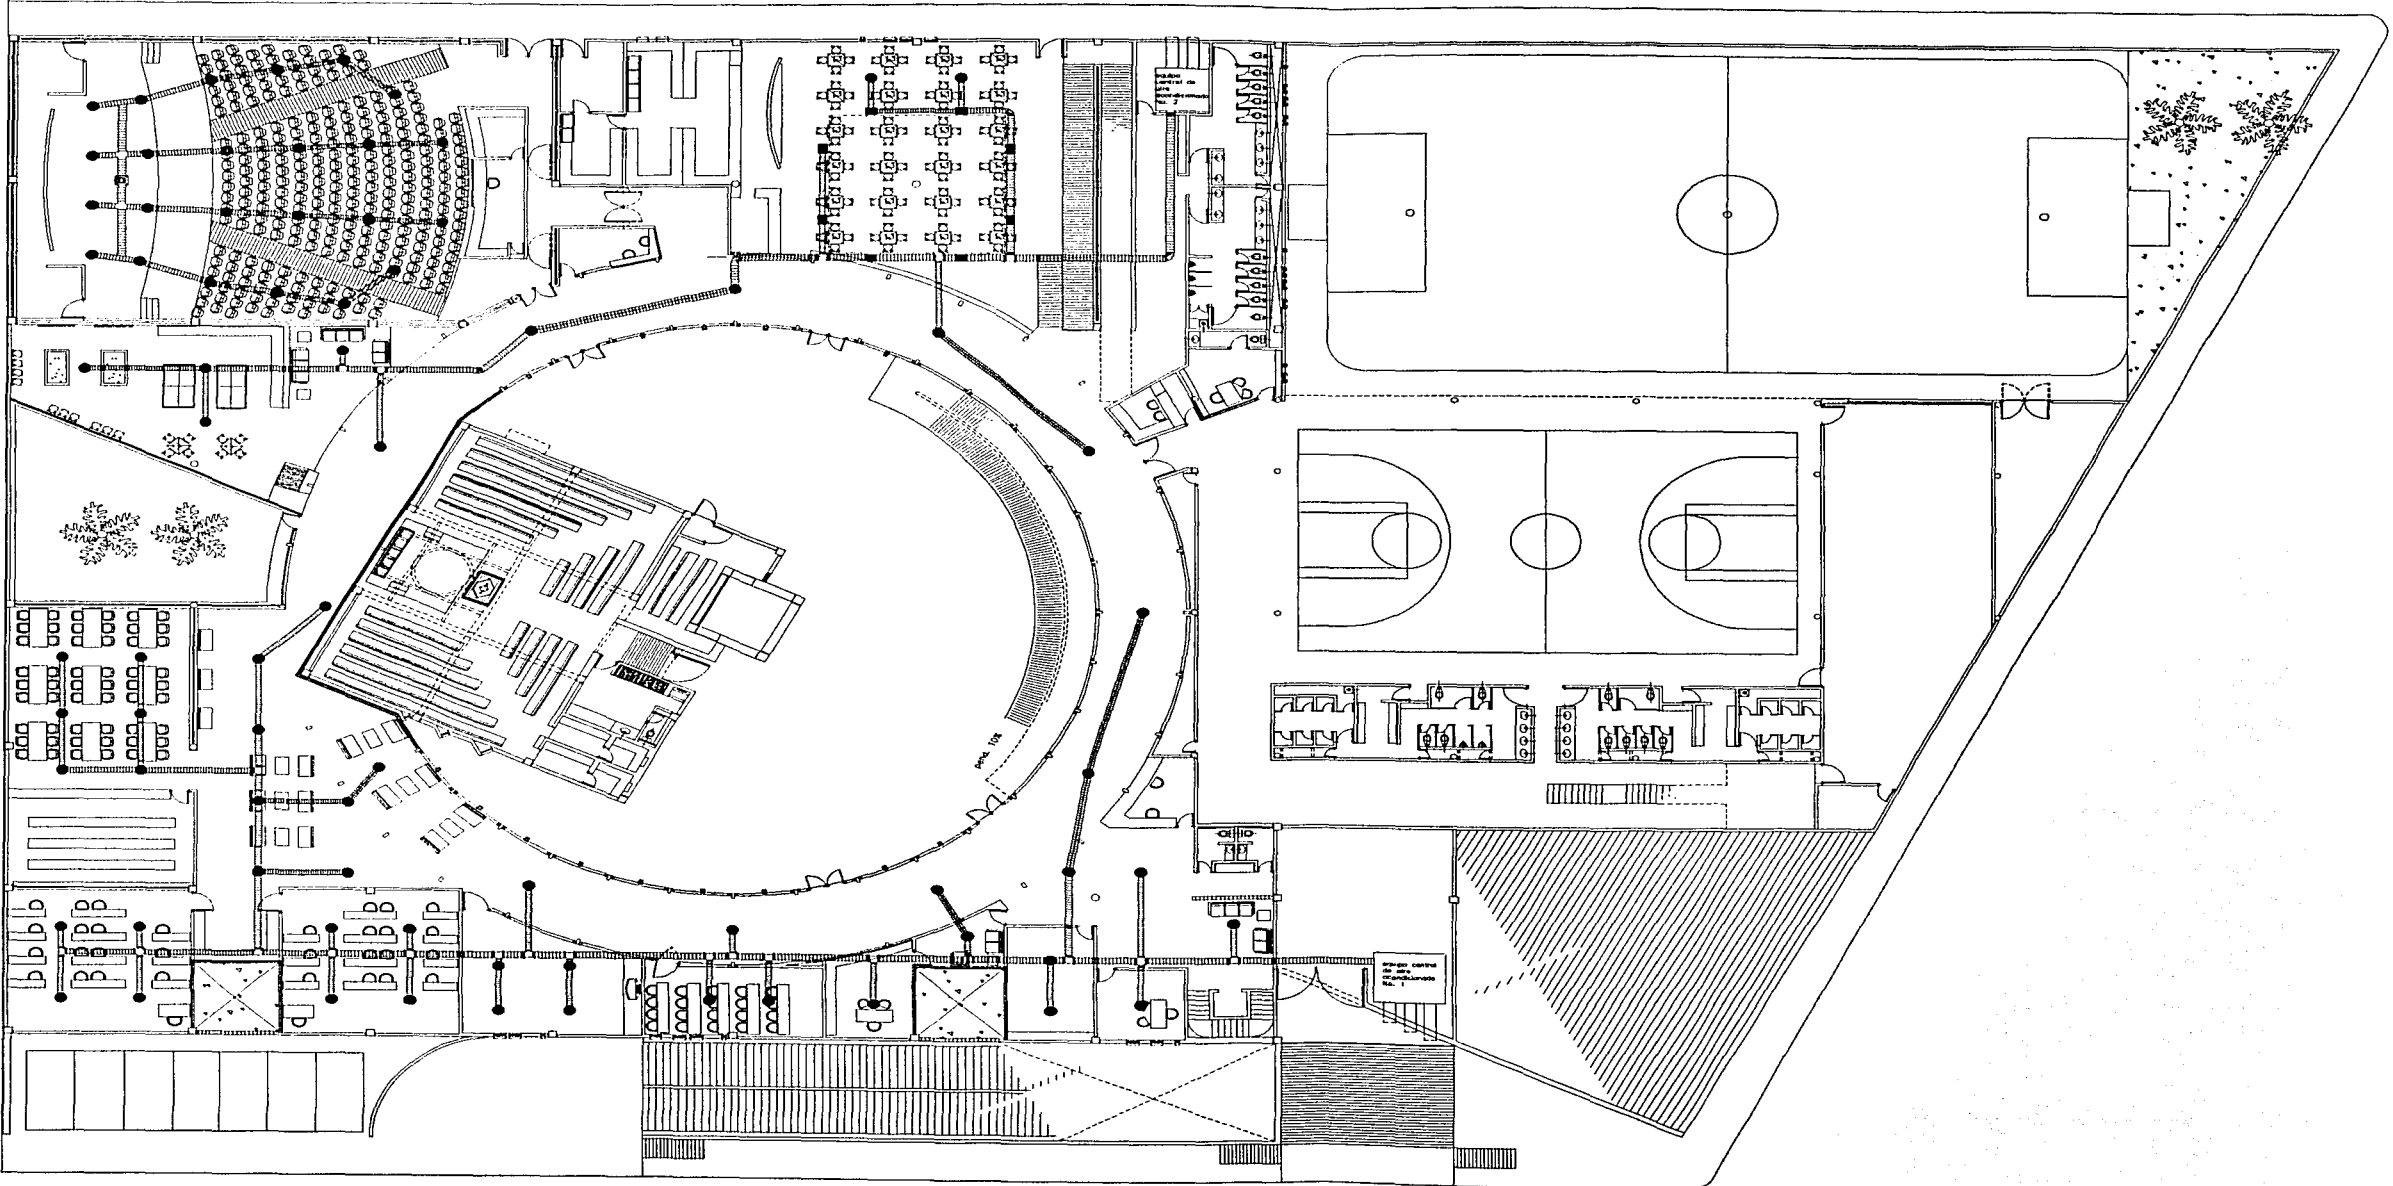 equipo
central de
aire
acondicionado
No. 2
pend. 10%
equipo central
de aire
acondicionado
No. 1